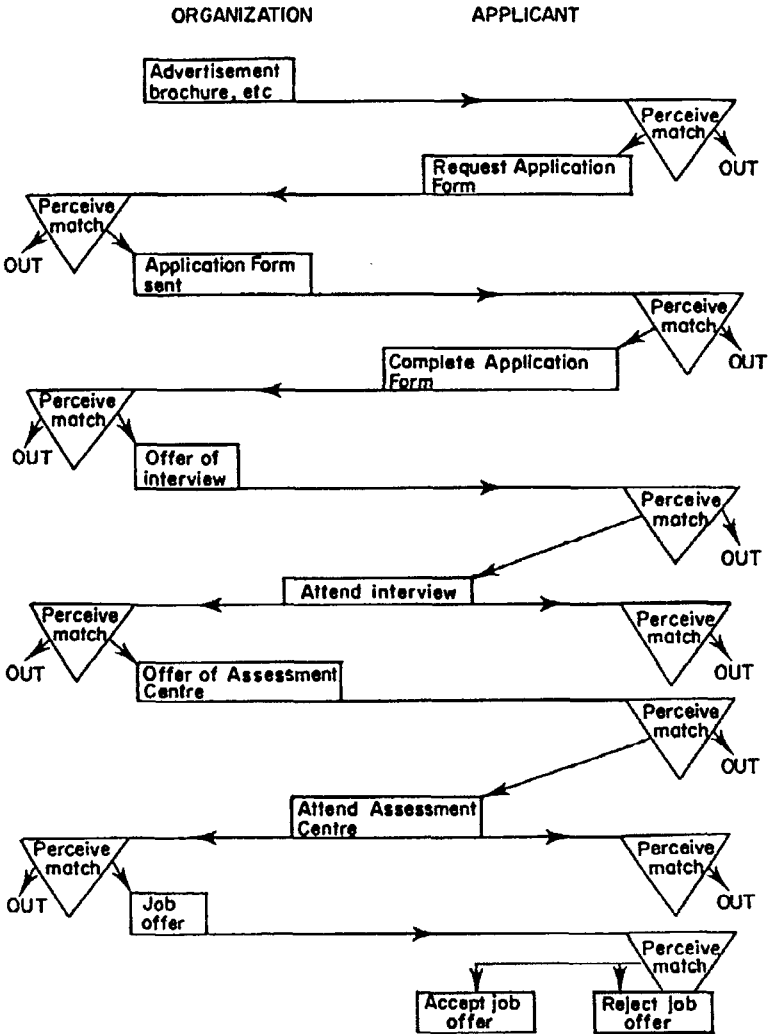 ORGANIZATION APPLICANT
Advertisement
brochure, etc
Perceive
match
OUT
Request Application
Form
Perceive
match
OUT
Application Form
sent
Perceive
match
OUT
Complete Application
Form
Perceive
match
OUT
Offer of
interview
Perceive
match
OUT
Attend interview
Perceive
match
OUT
Perceive
match
OUT
Offer of Assessment
Centre
Perceive
match
OUT
Attend Assessment
Centre
Perceive
match
OUT
Perceive
match
OUT
Job
offer
Perceive
match
Accept job
offer
Reject job
offer